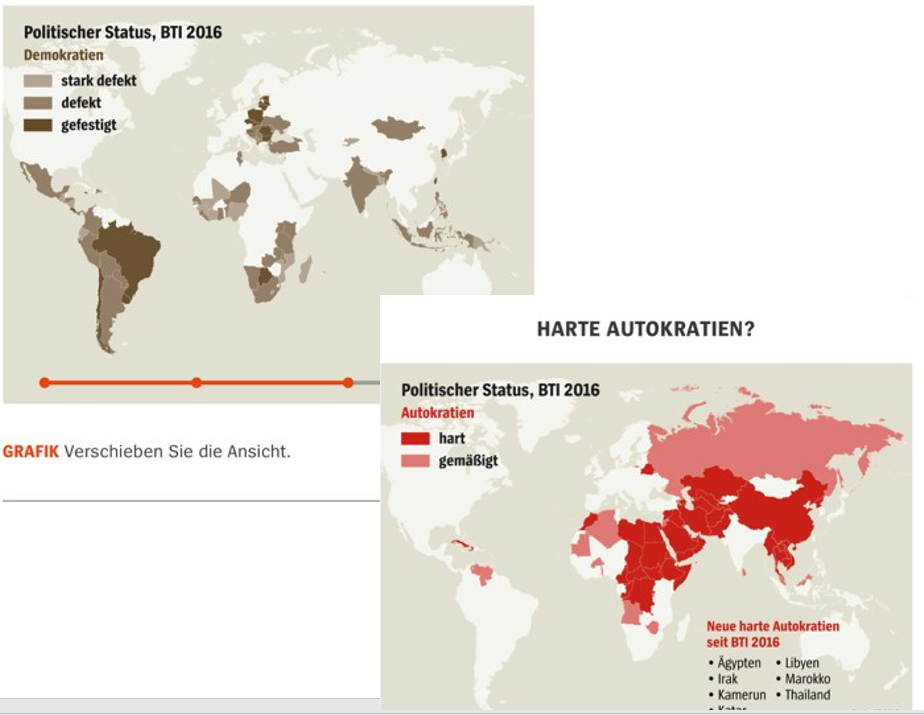 Politischer Status, BTI 2016
Demokratien
stark defekt
defekt
gefestigt
GRAFIK Verschieben Sie die Ansicht.
HARTE AUTOKRATIEN?
Politischer Status, BTI 2016
Autokratien
hart
gemäßigt
Neue harte Autokratien
seit BTI 2016
• Ägypten
• Irak
• Kamerun
• Katar
• Libyen
• Marokko
• Thailand